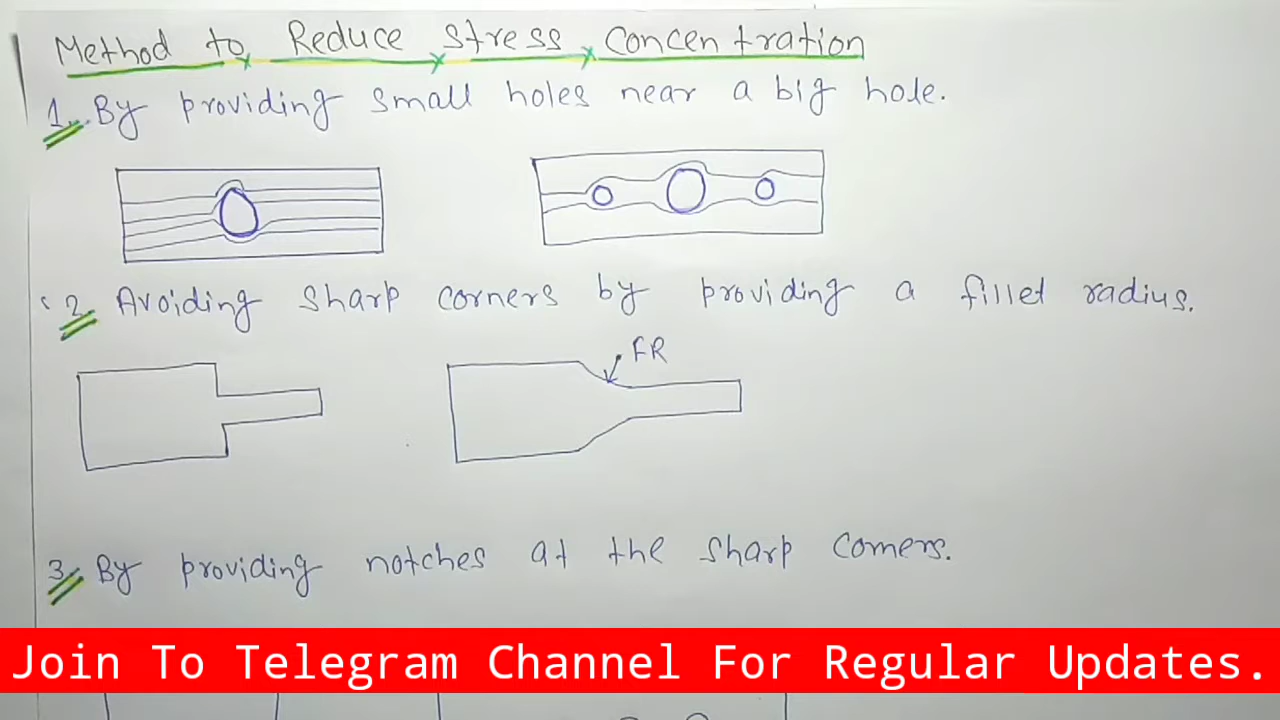 Method to Reduce Stress Concentration
1. By providing small holes near a big hole.
2. Avoiding sharp corners by providing a fillet radius.
FR
3. By providing notches at the sharp corners.
Join To Telegram Channel For Regular Updates.